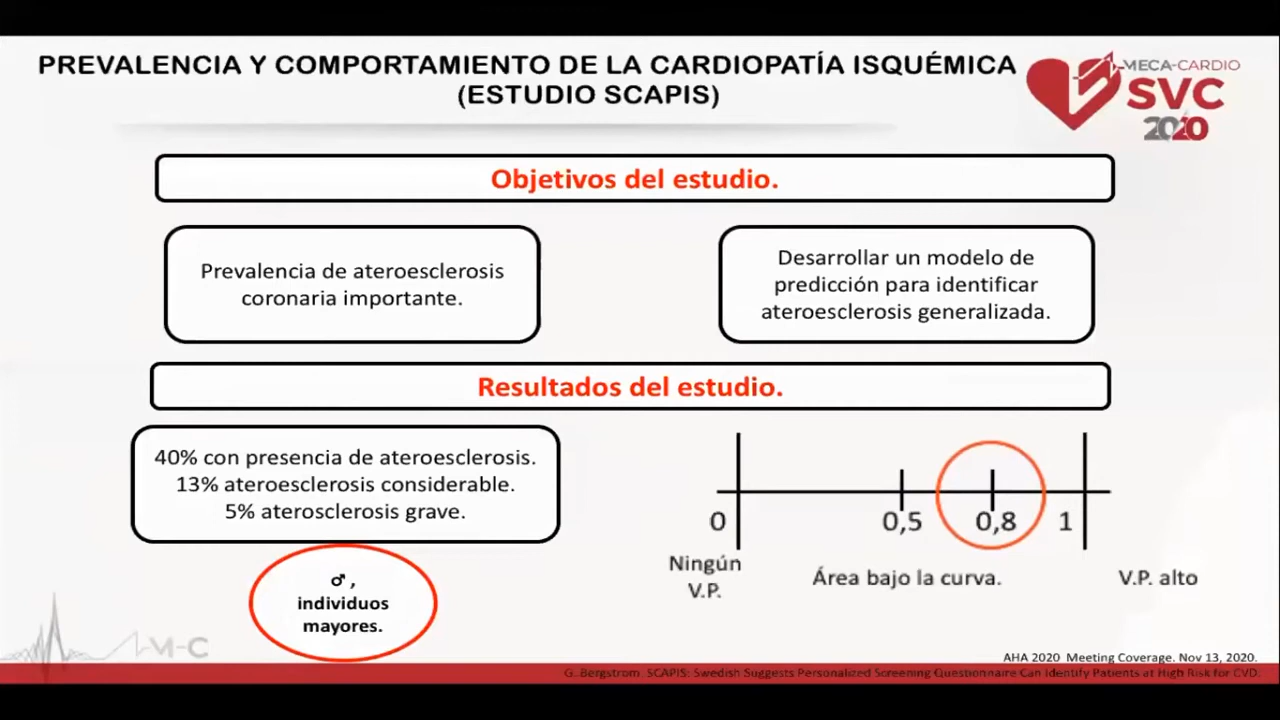 PREVALENCIA Y COMPORTAMIENTO DE LA CARDIOPATÍA ISQUÉMICA
(ESTUDIO SCAPIS)
MECA-CARDIO
SVC
2020
Objetivos del estudio.
Prevalencia de ateroesclerosis
coronaria importante.
Desarrollar un modelo de
predicción para identificar
ateroesclerosis generalizada.
Resultados del estudio.
40% con presencia de ateroesclerosis.
13% ateroesclerosis considerable.
5% aterosclerosis grave.
♂ ,
individuos
mayores.
0
0,5
0,8
1
Ningún
V.P.
Área bajo la curva.
V.P. alto
M-C
AHA 2020 Meeting Coverage. Nov 13, 2020.
G. Bergstrom. SCAPIS: Swedish Suggests Personalized Screening Questionnaire Can Identify Patients at High Risk for CVD.